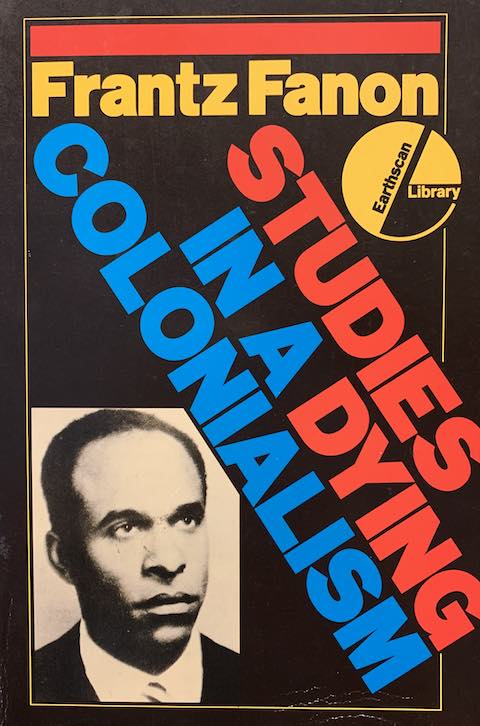 Frantz Fanon
Earthscan
Library
STUDIES
IN A DYING
COLONIALISM